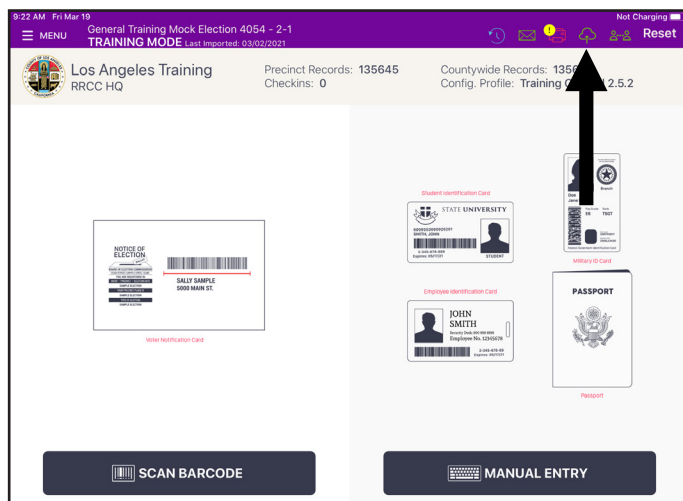 9:22 AM Fri Mar 19
Not Charging
MENU
General Training Mock Election 4054 - 2-1
TRAINING MODE Last Imported: 03/02/2021
Reset
Los Angeles Training
RRCC HQ
Precinct Records: 135645
Checkins: 0
Countywide Records:
Config. Profile: Training 2.5.2
Student Identification Card
STATE UNIVERSITY
SMITH, JOHN
STUDENT
Branch
Military ID Card
NOTICE OF
ELECTION
SALLY SAMPLE
5000 MAIN ST.
Voter Notification Card
Employee Identification Card
JOHN
SMITH
Employee No. 12345678
PASSPORT
Passport
SCAN BARCODE
MANUAL ENTRY